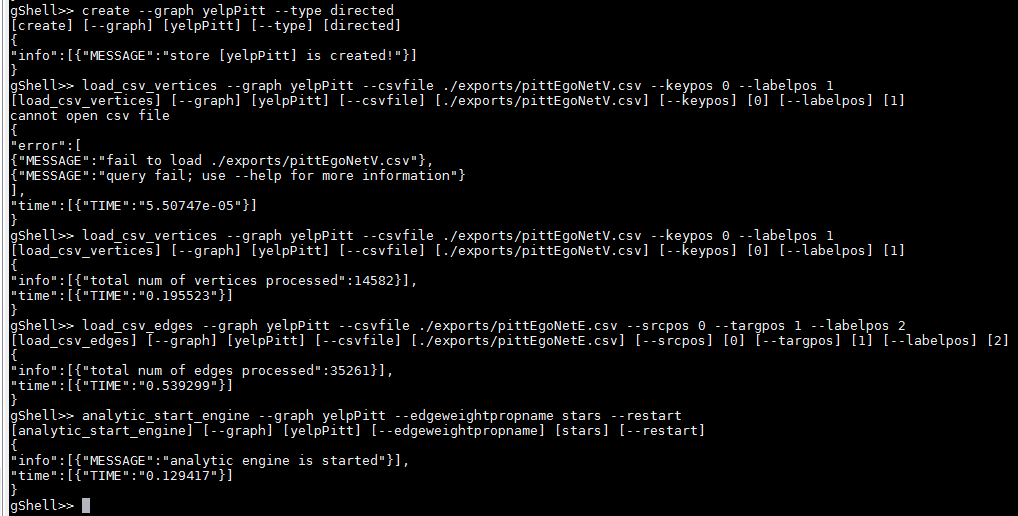 gShell>> create --graph yelpPitt --type directed
[create] [--graph] [yelpPitt] [--type] [directed]
{
"info":[{"MESSAGE":"store [yelpPitt] is created!"}]
}
gShell>> load_csv_vertices --graph yelpPitt --csvfile ./exports/pittEgoNetV.csv --keypos 0 --labelpos 1
[load_csv_vertices] [--graph] [yelpPitt] [--csvfile] [./exports/pittEgoNetV.csv] [--keypos] [0] [--labelpos] [1]
cannot open csv file
{
"error":[
{"MESSAGE":"fail to load ./exports/pittEgoNetV.csv"},
{"MESSAGE":"query fail; use --help for more information"}
],
"time":[{"TIME":"5.50747e-05"}]
}
gShell>> load_csv_vertices --graph yelpPitt --csvfile ./exports/pittEgoNetV.csv --keypos 0 --labelpos 1
[load_csv_vertices] [--graph] [yelpPitt] [--csvfile] [./exports/pittEgoNetV.csv] [--keypos] [0] [--labelpos] [1]
{
"info":[{"total num of vertices processed":14582}],
"time":[{"TIME":"0.195523"}]
}
gShell>> load_csv_edges --graph yelpPitt --csvfile ./exports/pittEgoNetE.csv --srcpos 0 --targpos 1 --labelpos 2
[load_csv_edges] [--graph] [yelpPitt] [--csvfile] [./exports/pittEgoNetE.csv] [--srcpos] [0] [--targpos] [1] [--labelpos] [2]
{
"info":[{"total num of edges processed":35261}],
"time":[{"TIME":"0.539299"}]
}
gShell>> analytic_start_engine --graph yelpPitt --edgeweightpropname stars --restart
[analytic_start_engine] [--graph] [yelpPitt] [--edgeweightpropname] [stars] [--restart]
{
"info":[{"MESSAGE":"analytic engine is started"}],
"time":[{"TIME":"0.129417"}]
}
gShell>>